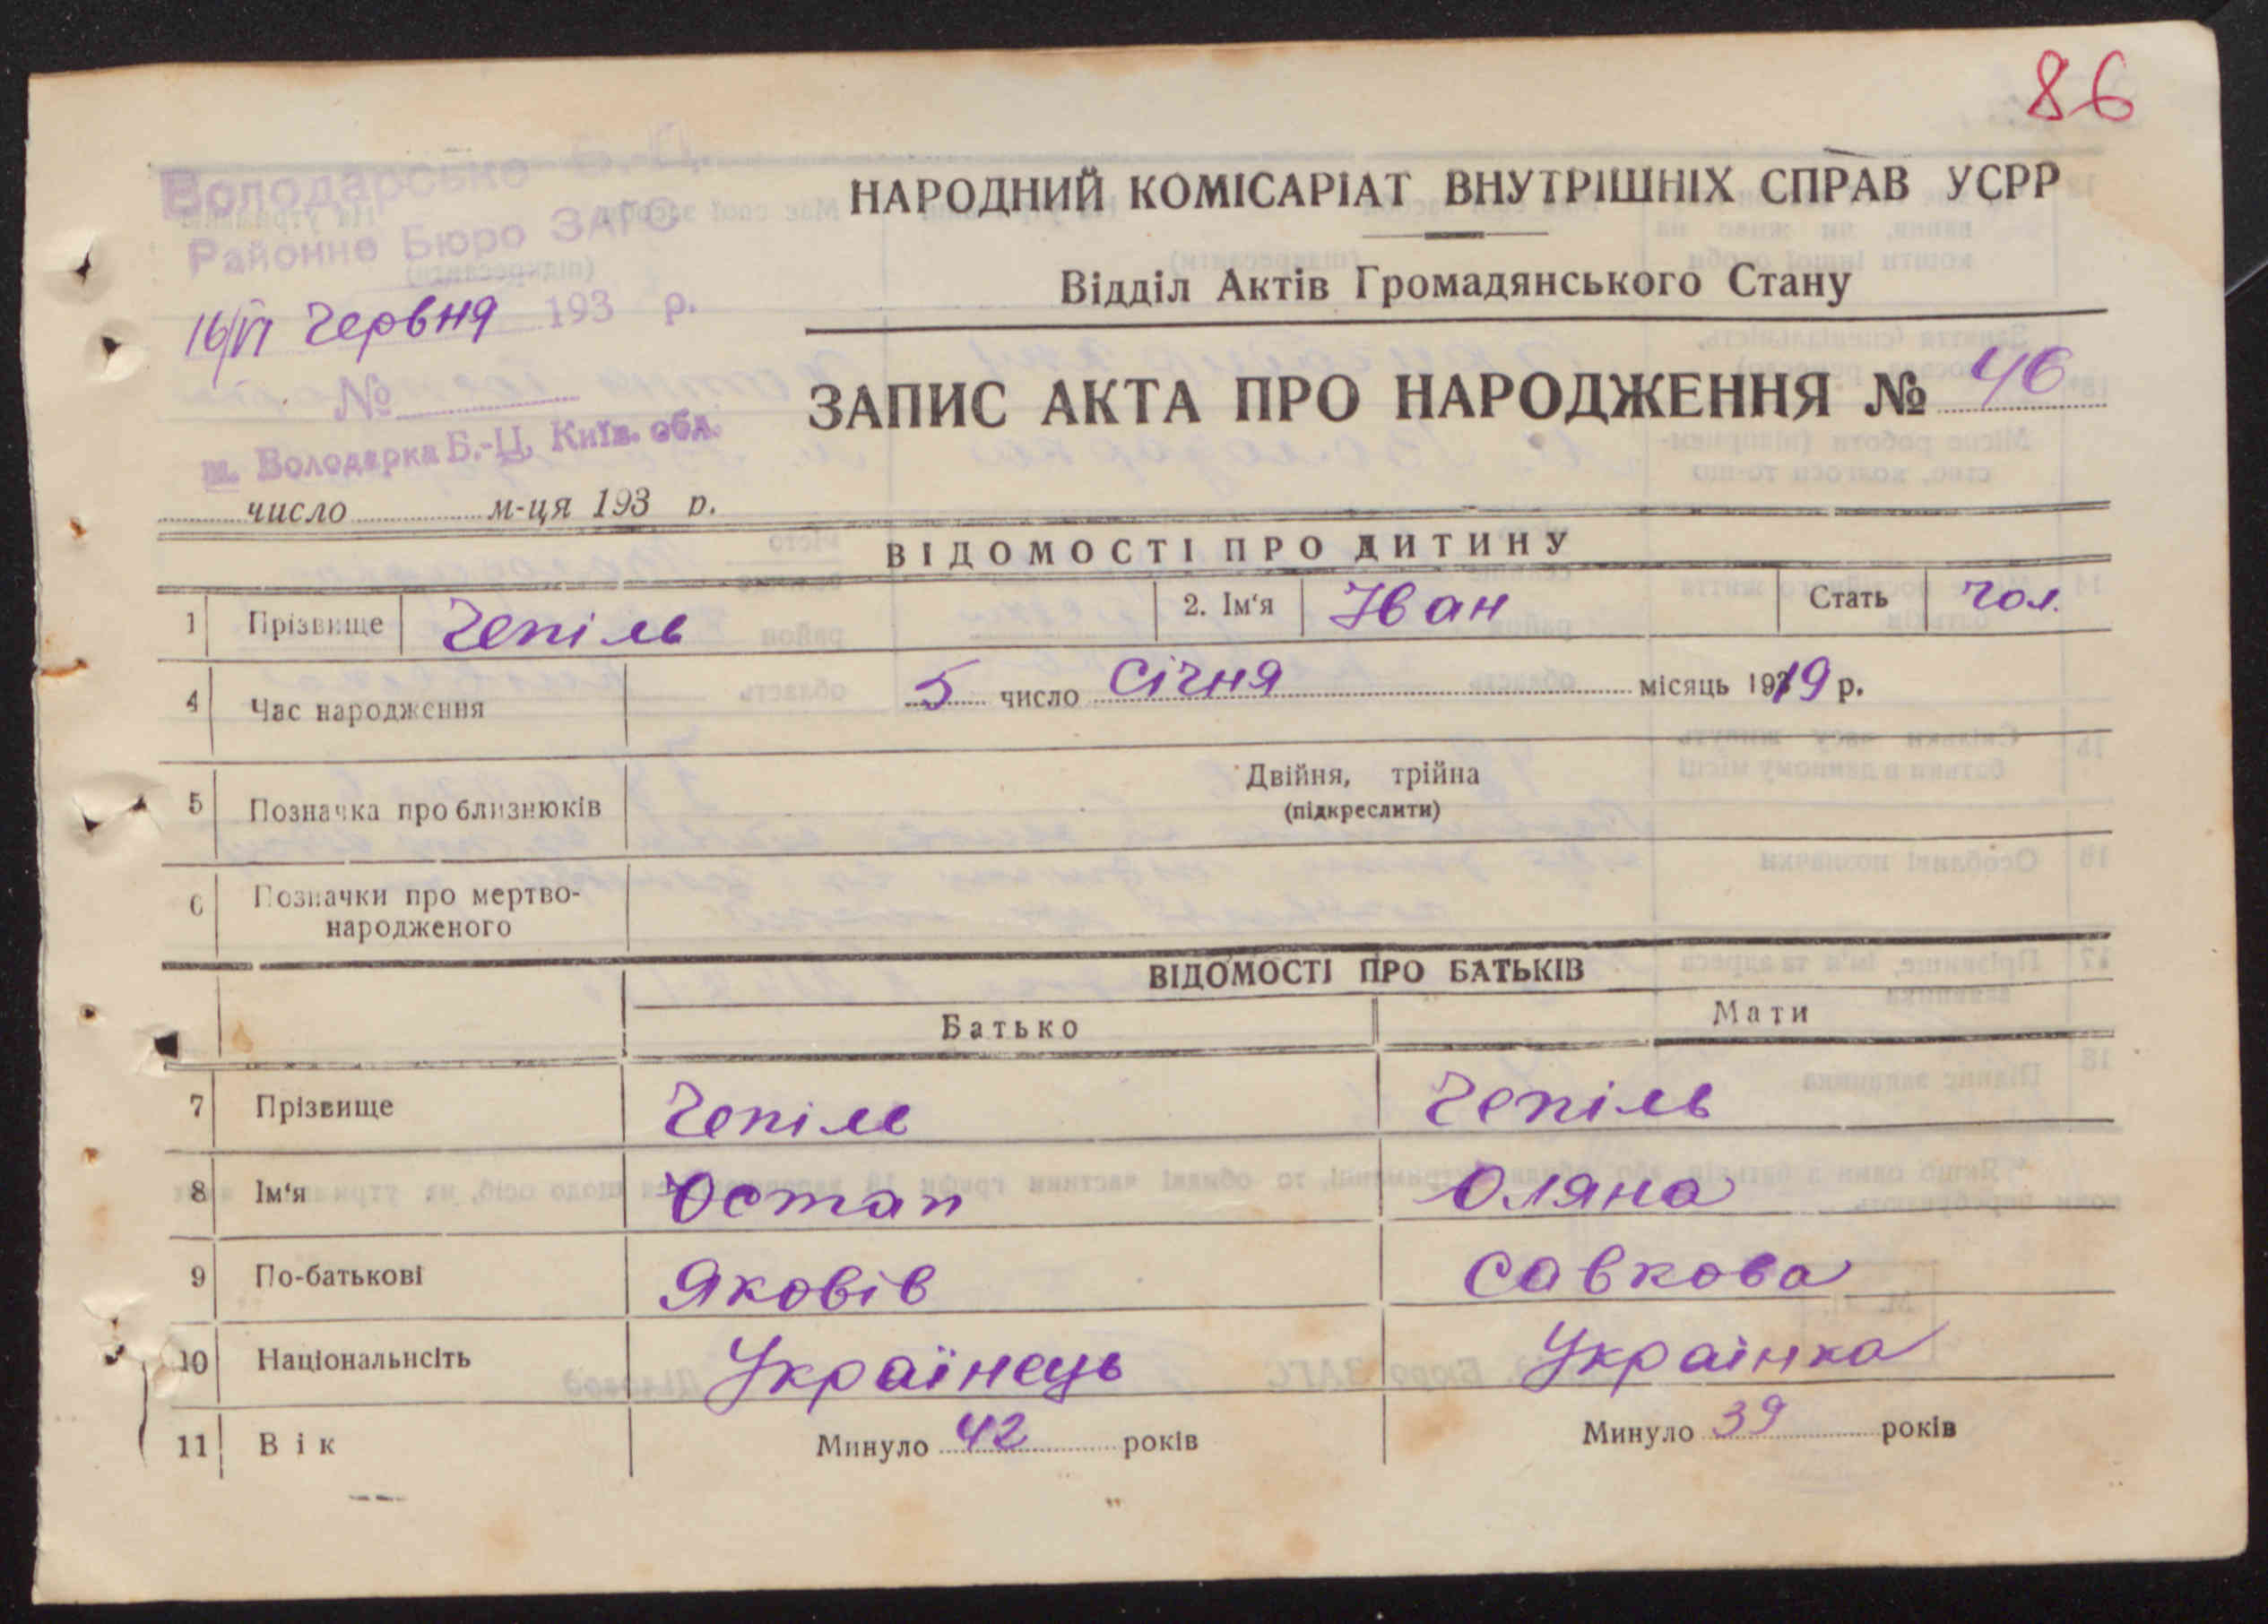 86
Володарське Б.-Ц.
Районне Бюро ЗАГС
16/VI Червня 193 р.
№
м. Володарка Б.-Ц. Київ. обл.
число м-ця 193 р.
НАРОДНИЙ КОМІСАРІАТ ВНУТРІШНІХ СПРАВ УСРР
Відділ Актів Громадянського Стану
ЗАПИС АКТА ПРО НАРОДЖЕННЯ № 46
ВІДОМОСТІ ПРО ДИТИНУ
1 Прізвище Чепіль 2. Ім'я Іван Стать чол.
4 Час народження 5 число Січня місяць 1919 р.
5 Позначка про близнюків Двійня, трійна
(підкреслити)
6 Позначки про мертво-
народженого
ВІДОМОСТІ ПРО БАТЬКІВ
Батько Мати
7 Прізвище Чепіль Чепіль
8 Ім'я Остап Оляна
9 По-батькові Яковів Савкова
10 Національнсіть Українець Українка
11 Вік Минуло 42 років Минуло 39 років